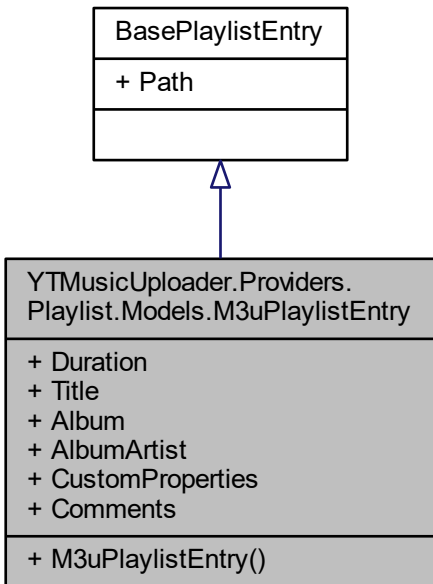 BasePlaylistEntry
+ Path
YTMusicUploader.Providers.
Playlist.Models.M3uPlaylistEntry
+ Duration
+ Title
+ Album
+ AlbumArtist
+ CustomProperties
+ Comments
+ M3uPlaylistEntry()